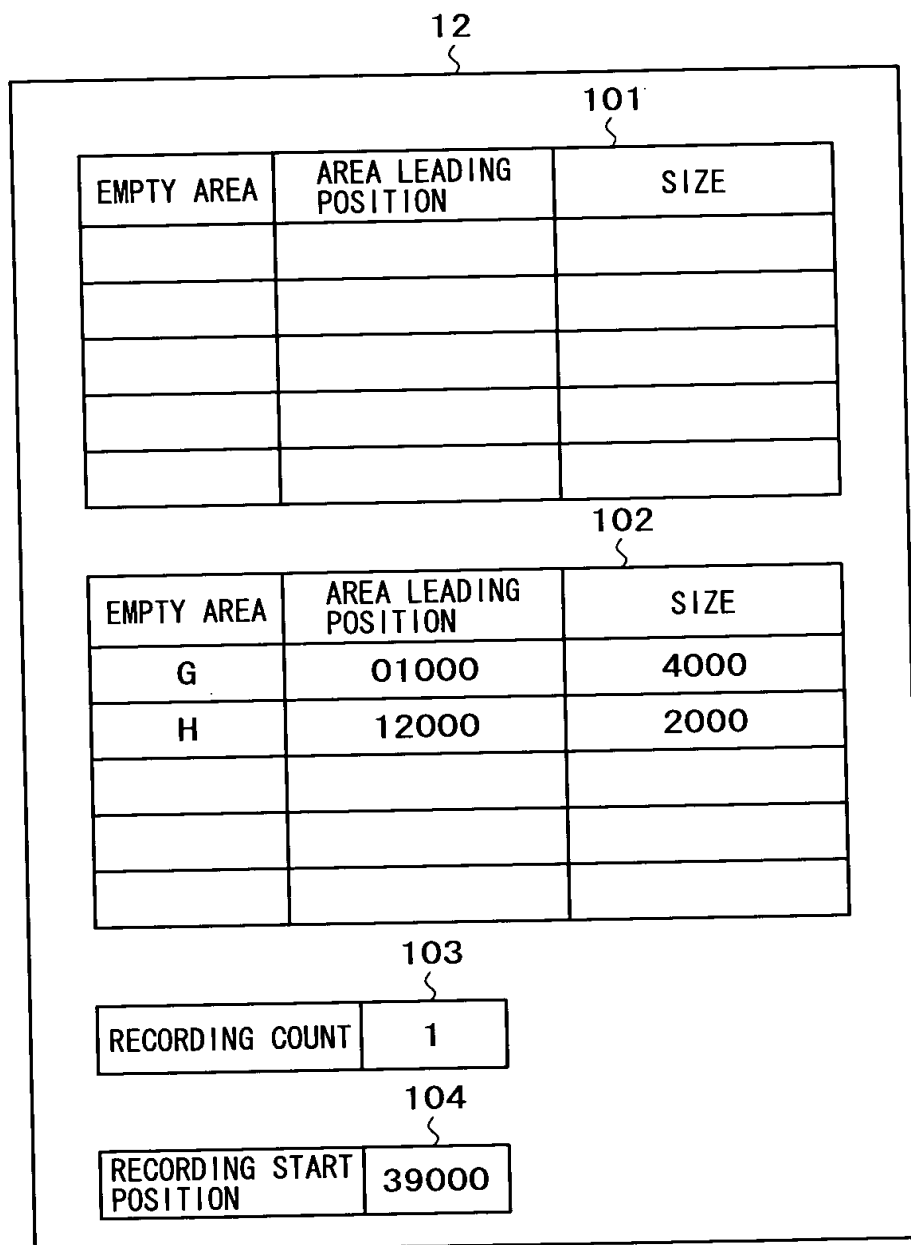 12
101
EMPTY AREA AREA LEADING POSITION SIZE
102
EMPTY AREA AREA LEADING POSITION SIZE
G 01000 4000
H 12000 2000
103
RECORDING COUNT 1
104
RECORDING START POSITION 39000